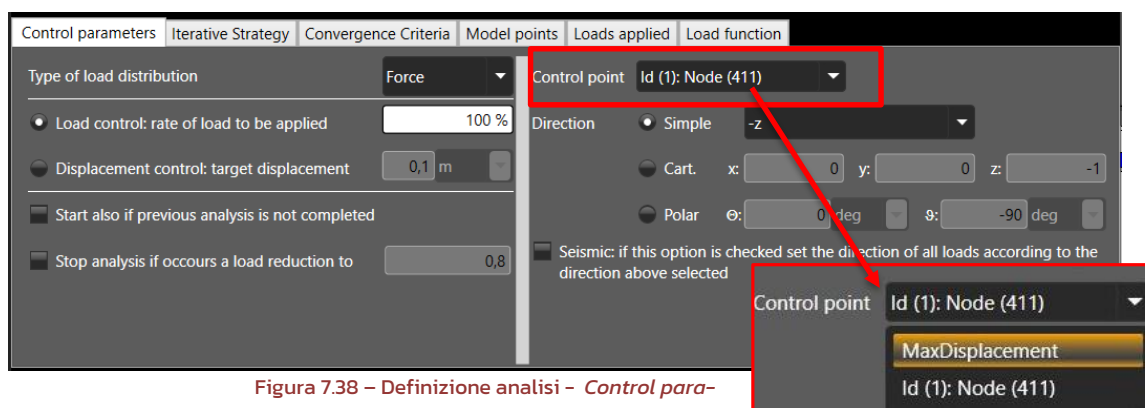 Control parameters Iterative Strategy Convergence Criteria Model points Loads applied Load function
Type of load distribution Force
Load control: rate of load to be applied 100 %
Displacement control: target displacement 0,1 m
Start also if previous analysis is not completed
Stop analysis if occours a load reduction to 0,8
Control point Id (1): Node (411)
Direction Simple -z
Cart. x: 0 y: 0 z: -1
Polar Θ: 0 deg ϑ: -90 deg
Seismic: if this option is checked set the direction of all loads according to the
direction above selected
Control point Id (1): Node (411)
MaxDisplacement
Id (1): Node (411)
Figura 7.38 – Definizione analisi - Control para-